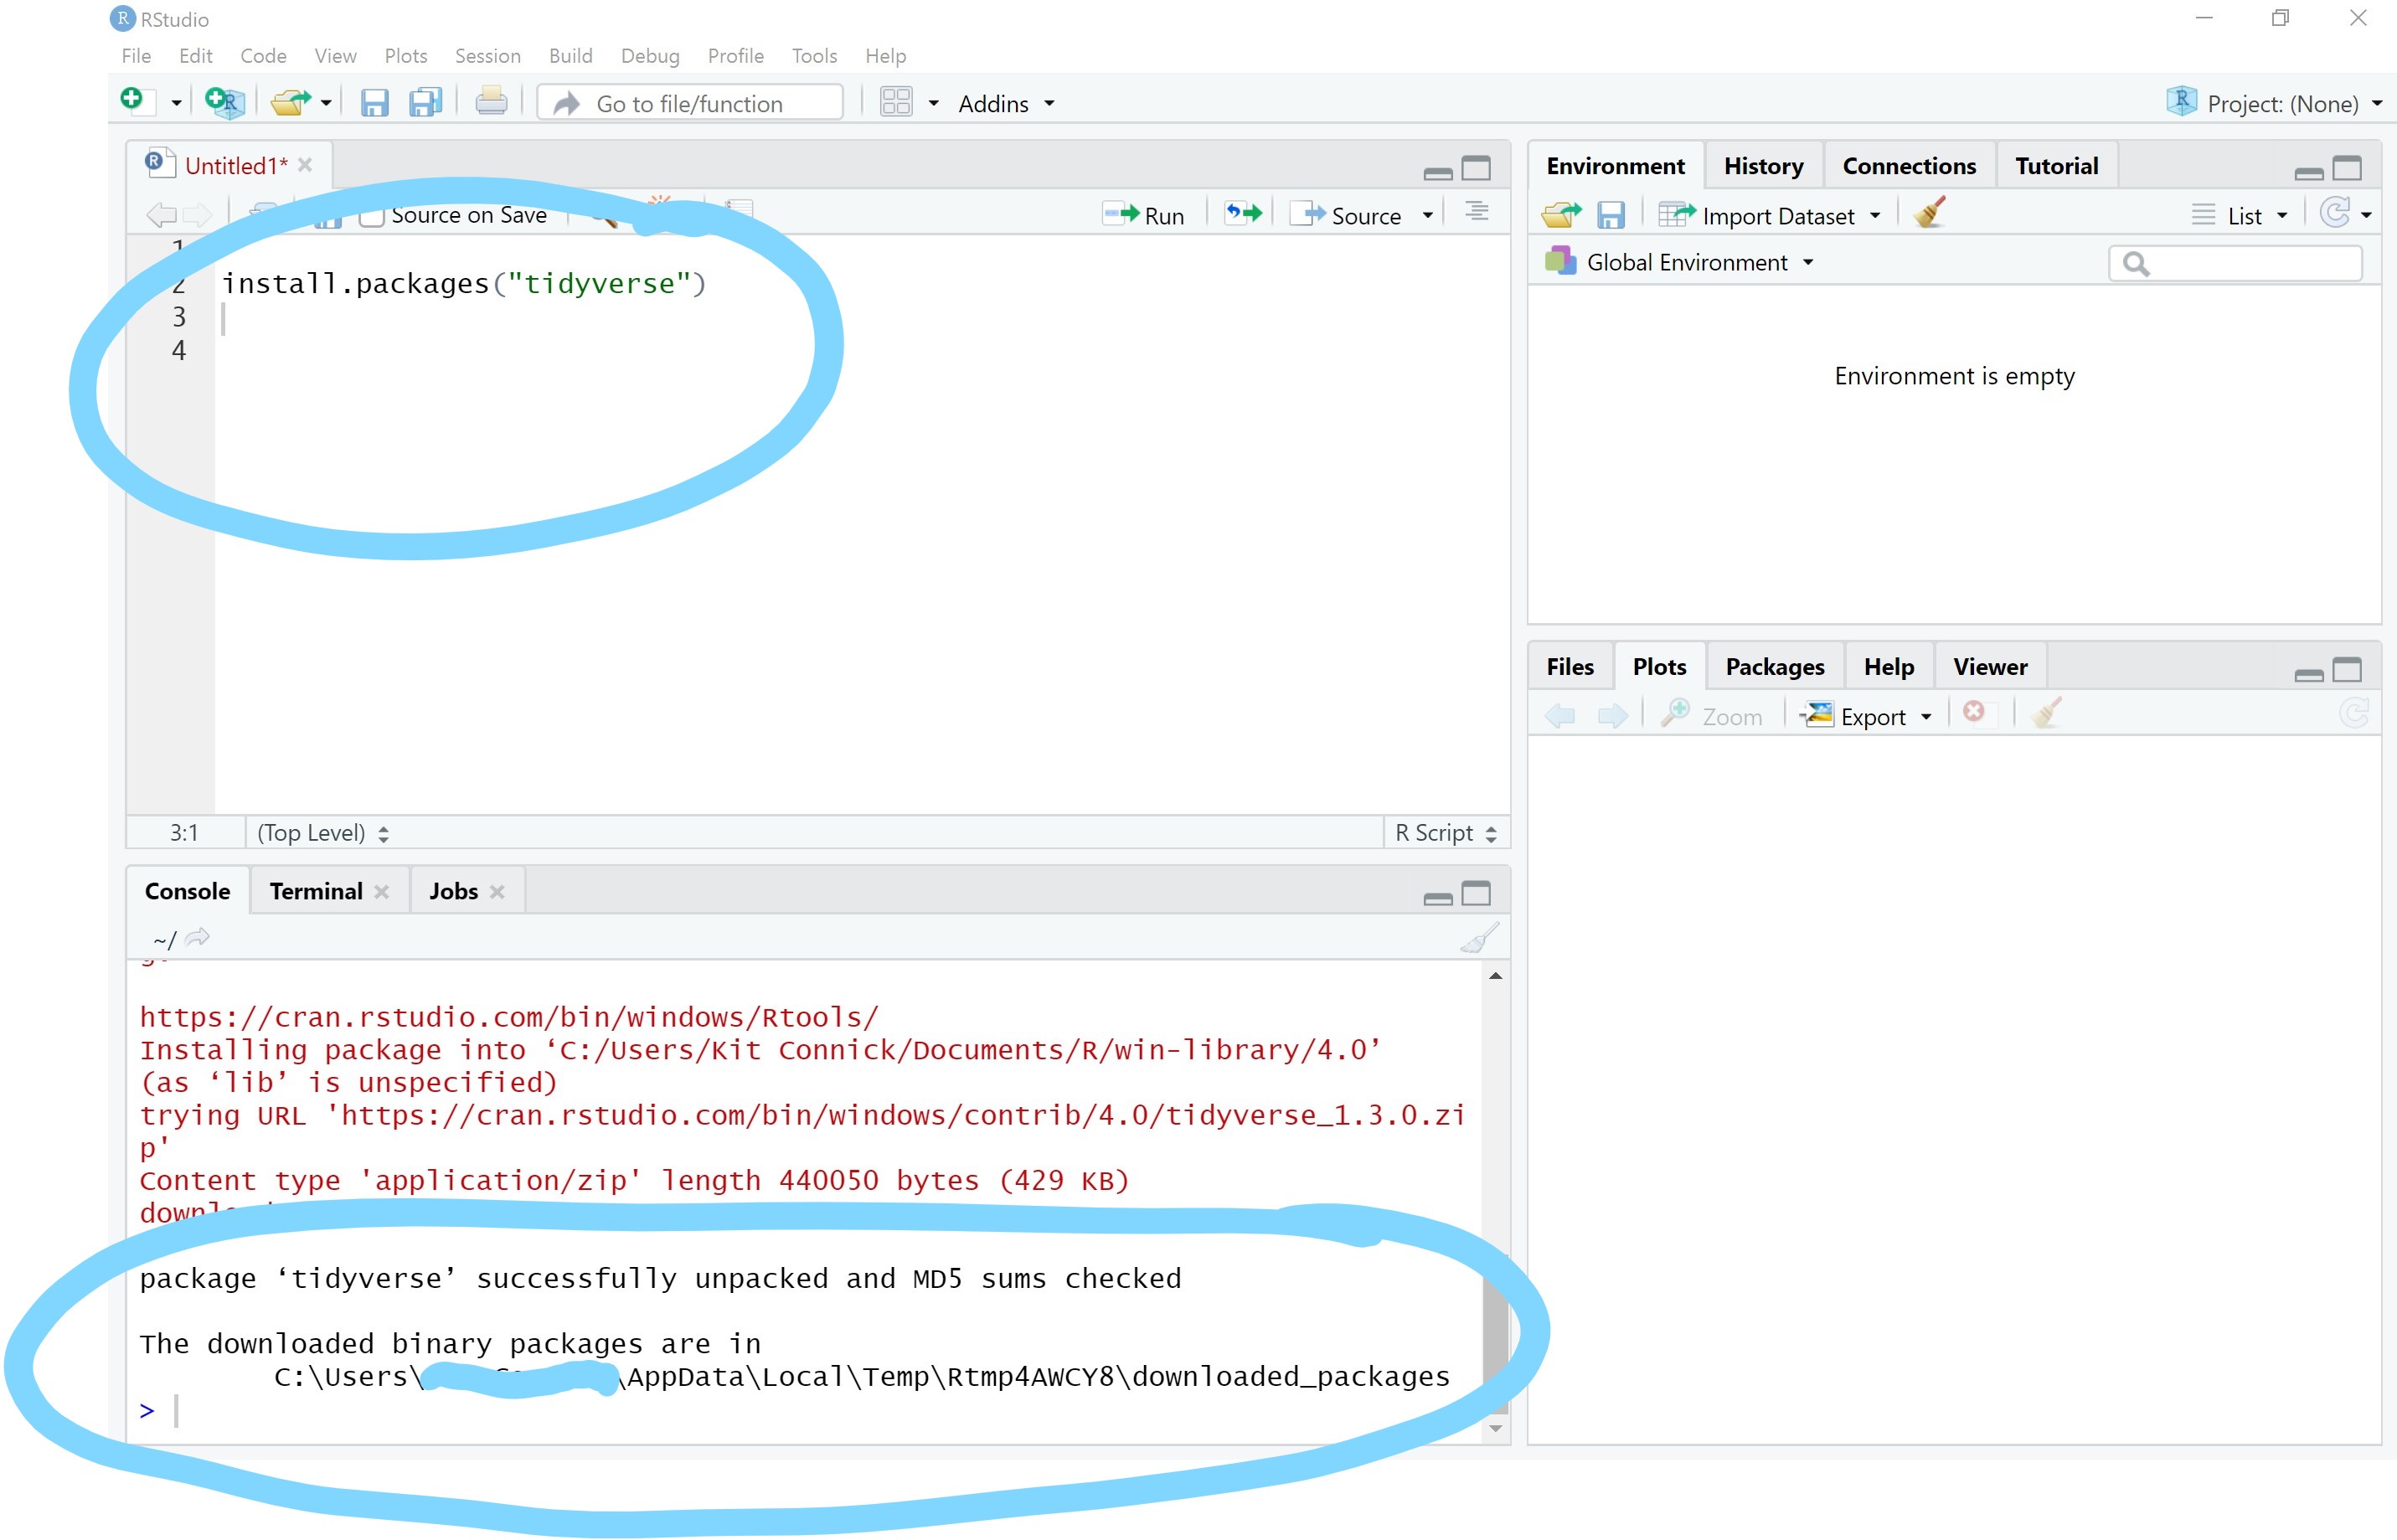 RStudio
File Edit Code View Plots Session Build Debug Profile Tools Help
Go to file/function Addins Project: (None)
Untitled1*
Source on Save Run Source
1
2 install.packages("tidyverse")
3
4
3:1 (Top Level) R Script
Console Terminal Jobs
~/
https://cran.rstudio.com/bin/windows/Rtools/
Installing package into ‘C:/Users/Kit Connick/Documents/R/win-library/4.0’
(as ‘lib’ is unspecified)
trying URL 'https://cran.rstudio.com/bin/windows/contrib/4.0/tidyverse_1.3.0.zi
p'
Content type 'application/zip' length 440050 bytes (429 KB)
package ‘tidyverse’ successfully unpacked and MD5 sums checked
The downloaded binary packages are in
C:\Users\ \AppData\Local\Temp\Rtmp4AWCY8\downloaded_packages
>
Environment History Connections Tutorial
Import Dataset List
Global Environment
Environment is empty
Files Plots Packages Help Viewer
Zoom Export